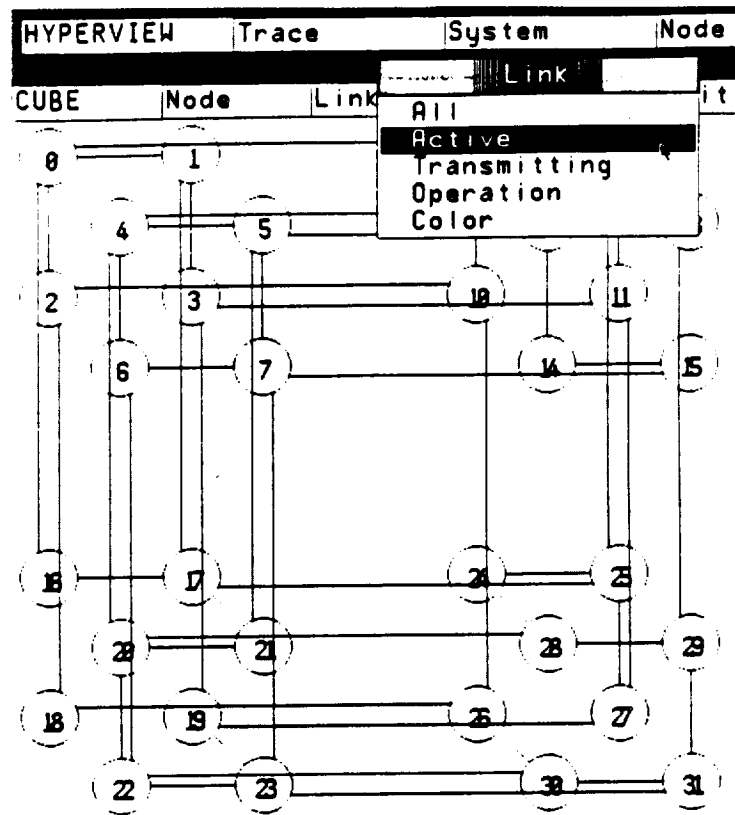 HYPERVIEW Trace System Node
Link
CUBE Node Link it
All
Active
Transmitting
Operation
Color
0 1
4 5
2 3 10 11
6 7 14 15
16 17 24 25
20 21 28 29
18 19 26 27
22 23 30 31